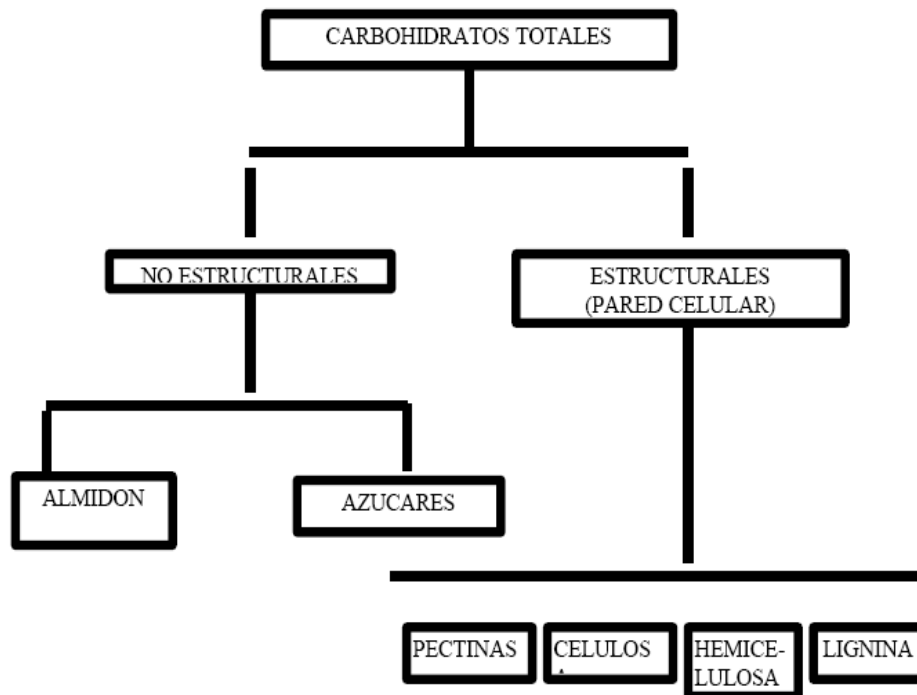 CARBOHIDRATOS TOTALES
NO ESTRUCTURALES
ESTRUCTURALES
(PARED CELULAR)
ALMIDON
AZUCARES
PECTINAS
CELULOS
A
HEMICE-
LULOSA
LIGNINA